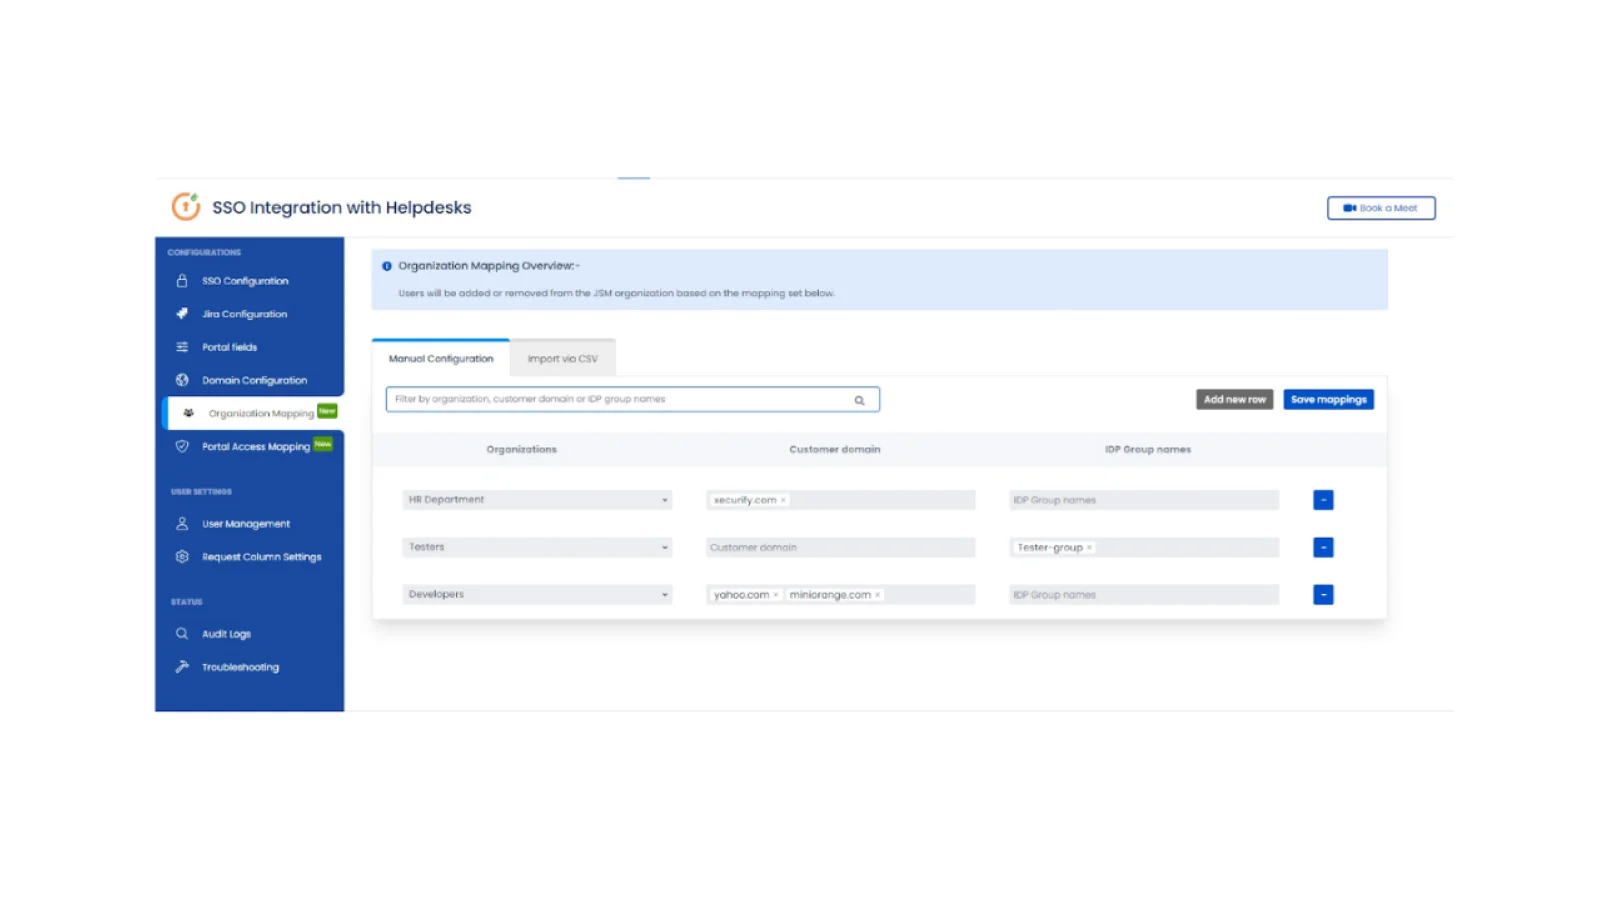 SSO Integration with Helpdesks
Book a Meet
CONFIGURATIONS
SSO Configuration
Jira Configuration
Portal fields
Domain Configuration
Organization Mapping New
Portal Access Mapping New
USER SETTINGS
User Management
Request Column Settings
STATUS
Audit Logs
Troubleshooting
Organization Mapping Overview:-
Users will be added or removed from the JSM organization based on the mapping set below.
Manual Configuration Import via CSV
Filter by organization, customer domain or IDP group names
Add new row Save mappings
Organizations Customer domain IDP Group names
HR Department xecurify.com × IDP Group names -
Testers Customer domain Tester-group × -
Developers yahoo.com × miniorange.com × IDP Group names -